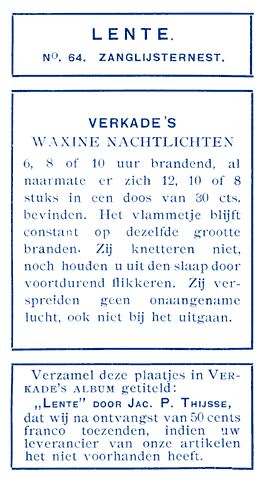 LENTE.
NO. 64. ZANGLIJSTERNEST.
VERKADE'S
WAXINE NACHTLICHTEN
6, 8 of 10 uur brandend, al
naarmate er zich 12, 10 of 8
stuks in een doos van 30 cts.
bevinden. Het vlammetje blijft
constant op dezelfde grootte
branden. Zij knetteren niet,
noch houden u uit den slaap door
voortdurend flikkeren. Zij ver-
spreiden geen onaangename
lucht, ook niet bij het uitgaan.
Verzamel deze plaatjes in VER-
KADE'S ALBUM getiteld:
„LENTE” DOOR JAC. P. THIJSSE,
dat wij na ontvangst van 50 cents
franco toezenden, indien uw
leverancier van onze artikelen
het niet voorhanden heeft.